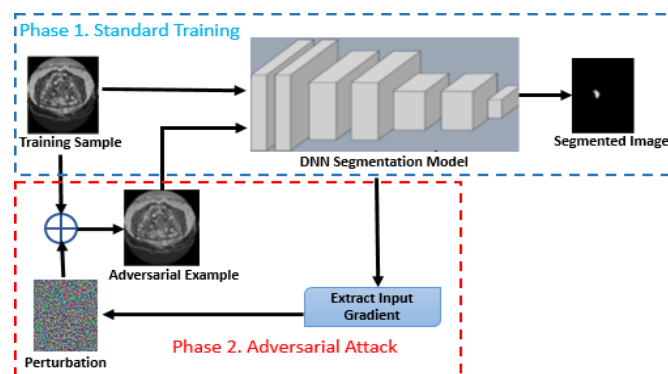 Phase 1. Standard Training
Training Sample
DNN Segmentation Model
Segmented Image
Adversarial Example
Extract Input
Gradient
Perturbation
Phase 2. Adversarial Attack